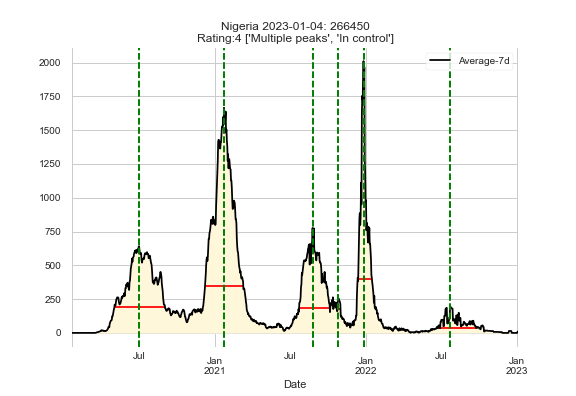 Nigeria 2023-01-04: 266450
Rating:4 ['Multiple peaks', 'In control']
Average-7d
2000
1750
1500
1250
1000
750
500
250
0
Jul
Jan
2021
Jul
Jan
2022
Jul
Jan
2023
Date